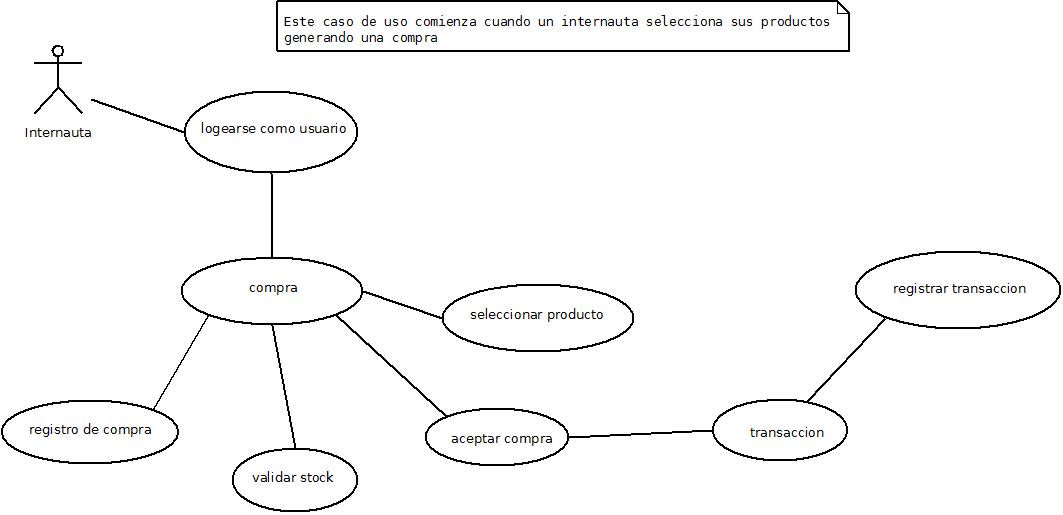 Este caso de uso comienza cuando un internauta selecciona sus productos
generando una compra
Internauta
logearse como usuario
compra
seleccionar producto
registrar transaccion
registro de compra
validar stock
aceptar compra
transaccion